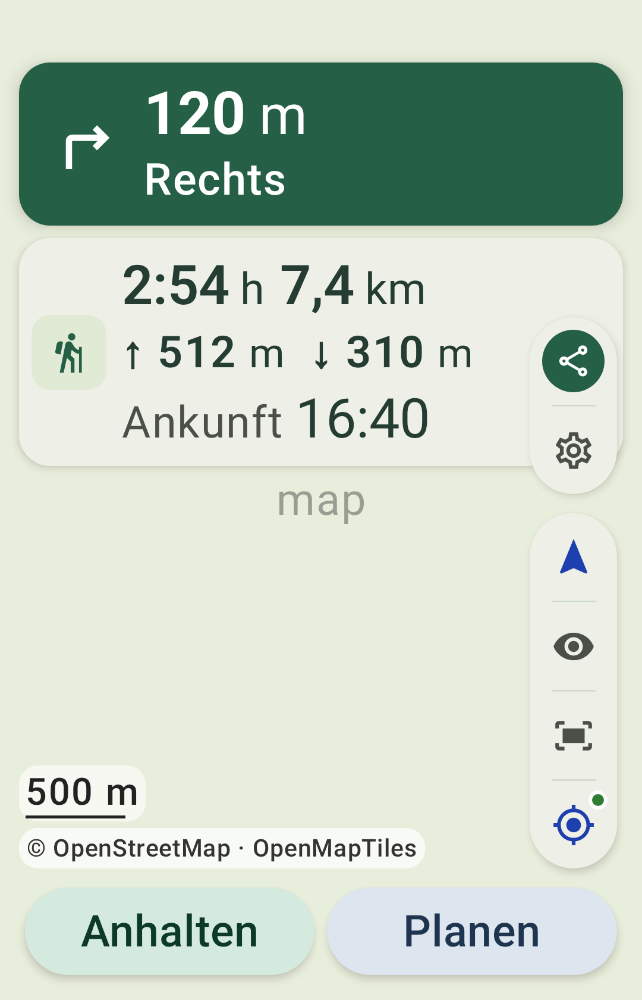 120 m
Rechts
2:54 h 7,4 km
↑ 512 m ↓ 310 m
Ankunft 16:40
map
500 m
© OpenStreetMap · OpenMapTiles
Anhalten
Planen